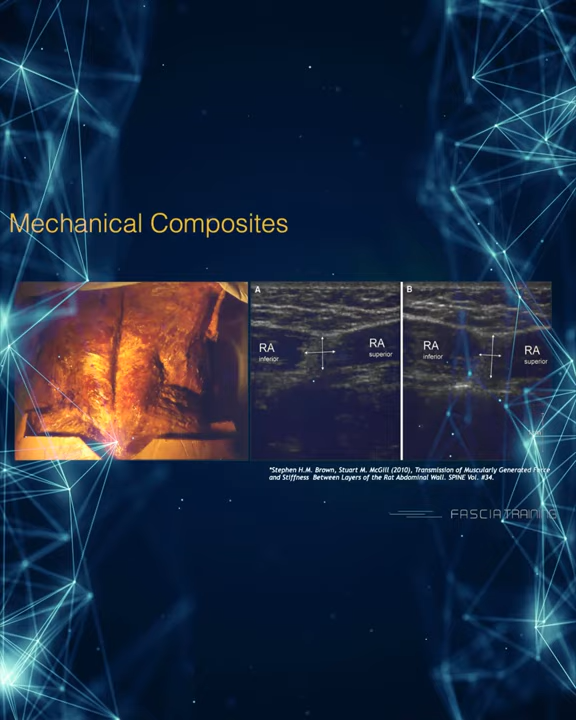 Mechanical Composites
A
B
RA
inferior
RA
superior
RA
inferior
RA
superior
*Stephen H.M. Brown, Stuart M. McGill (2010), Transmission of Muscularly Generated Force
and Stiffness Between Layers of the Rat Abdominal Wall. SPINE Vol. #34.
FASCIATRAINING